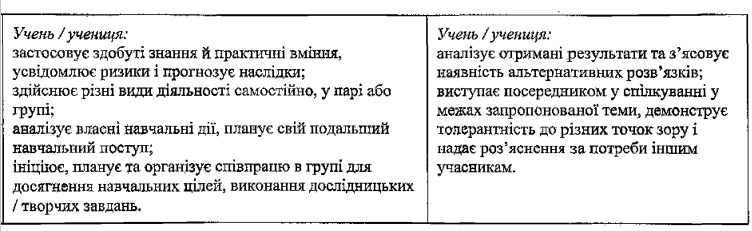 Учень / учениця:
застосовує здобуті знання й практичні вміння,
усвідомлює ризики і прогнозує наслідки;
здійснює різні види діяльності самостійно, у парі або
групі;
аналізує власні навчальні дії, планує свій подальший
навчальний поступ;
ініціює, планує та організує співпрацю в групі для
досягнення навчальних цілей, виконання дослідницьких
/ творчих завдань.
Учень / учениця:
аналізує отримані результати та з’ясовує
наявність альтернативних розв’язків;
виступає посередником у спілкуванні у
межах запропонованої теми, демонструє
толерантність до різних точок зору і
надає роз’яснення за потреби іншим
учасникам.